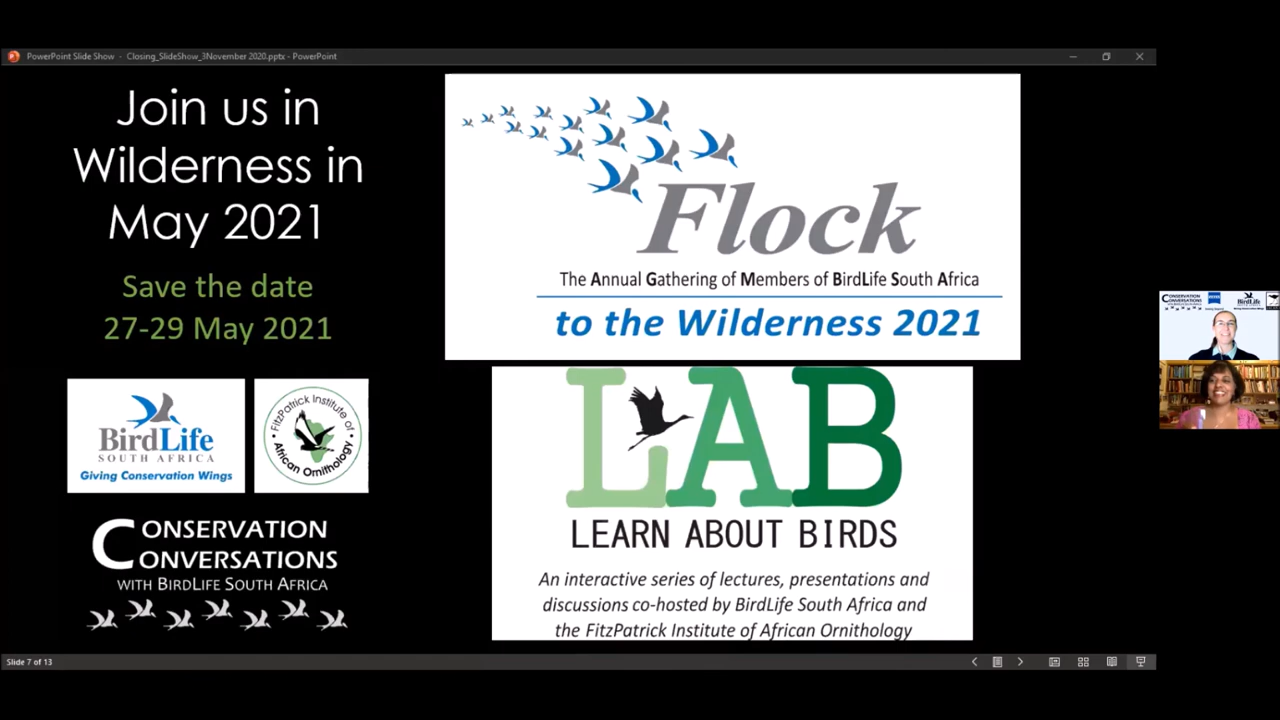 PowerPoint Slide Show - Closing_SlideShow_3November 2020.pptx - PowerPoint
Join us in
Wilderness in
May 2021
Save the date
27-29 May 2021
Flock
The Annual Gathering of Members of BirdLife South Africa
to the Wilderness 2021
BirdLife
SOUTH AFRICA
Giving Conservation Wings
FitzPatrick Institute of
African Ornithology
CONSERVATION
CONVERSATIONS
WITH BIRDLIFE SOUTH AFRICA
LAB
LEARN ABOUT BIRDS
An interactive series of lectures, presentations and
discussions co-hosted by BirdLife South Africa and
the FitzPatrick Institute of African Ornithology
CONSERVATION
CONVERSATIONS
BirdLife
Slide 7 of 13